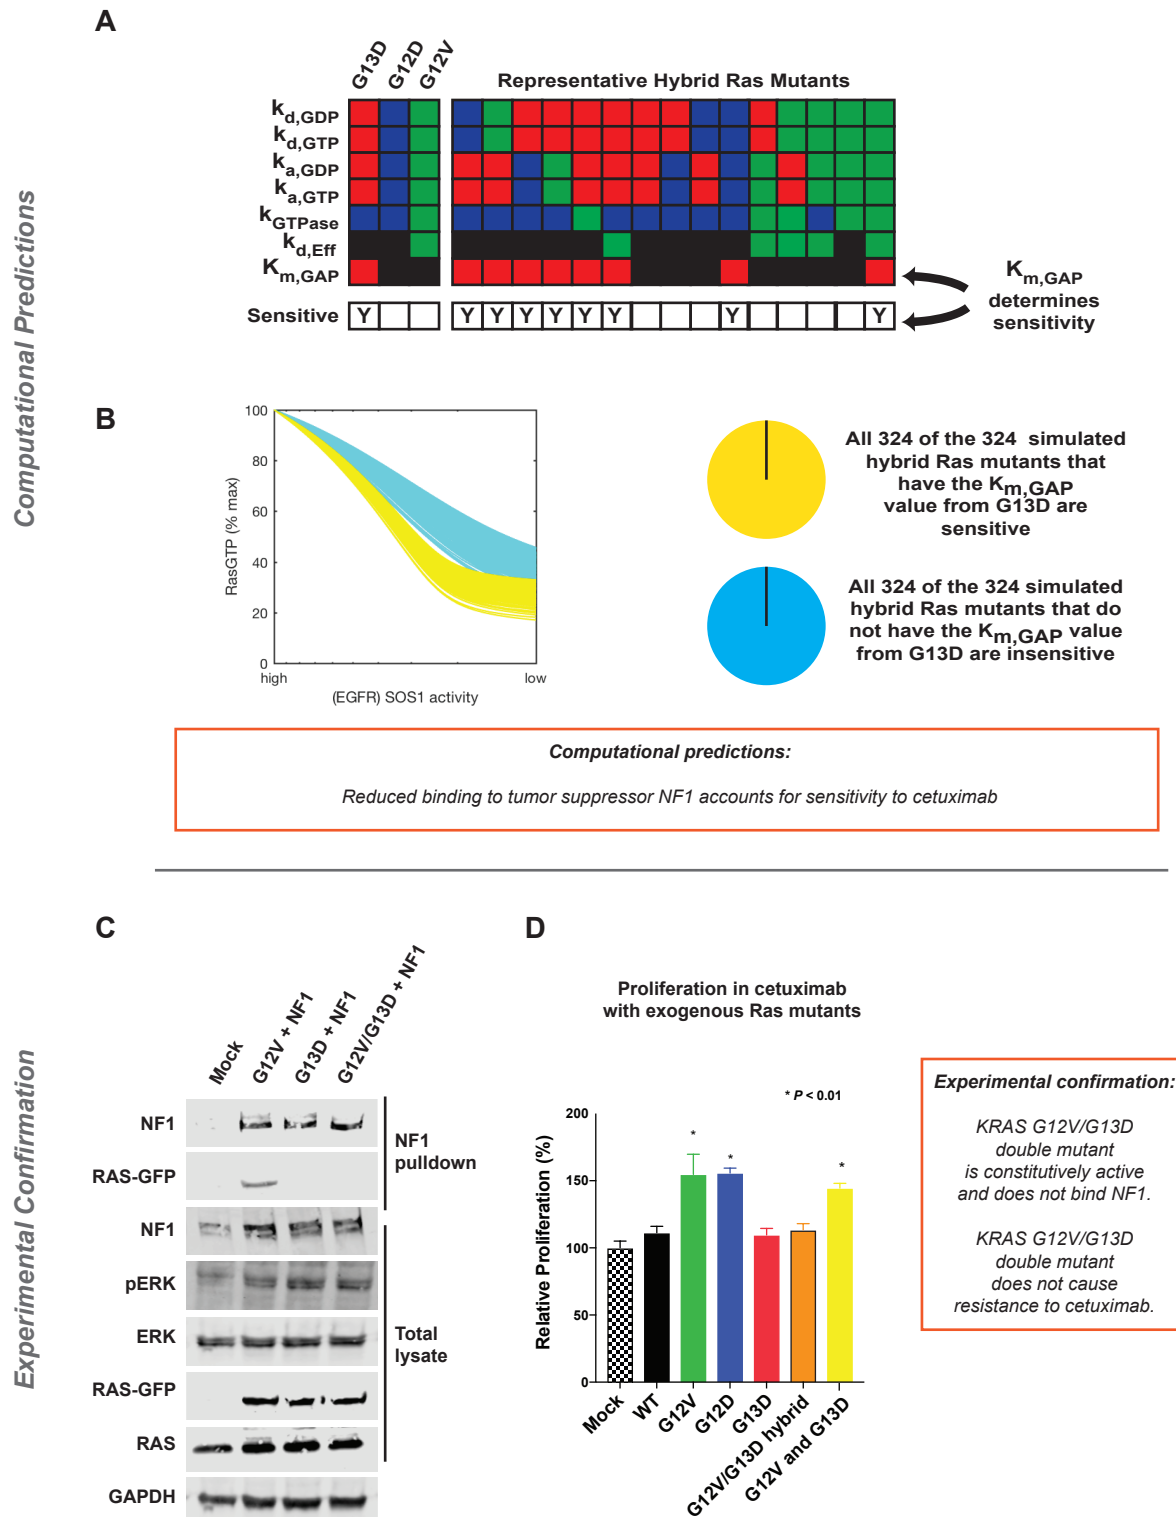 A
G13D
G12D
G12V
Representative Hybrid Ras Mutants
kd,GDP
kd,GTP
ka,GDP
ka,GTP
kGTPase
kd,Eff
Km,GAP
Sensitive Y Y Y Y Y Y Y Y Y
Km,GAP
determines
sensitivity
Computational Predictions
B
RasGTP (% max)
100
80
60
40
20
0
high
low
(EGFR) SOS1 activity
All 324 of the 324 simulated
hybrid Ras mutants that
have the Km,GAP
value from G13D are
sensitive
All 324 of the 324 simulated
hybrid Ras mutants that do
not have the Km,GAP value
from G13D are insensitive
Computational predictions:
Reduced binding to tumor suppressor NF1 accounts for sensitivity to cetuximab
Experimental Confirmation
C
Mock
G12V + NF1
G13D + NF1
G12V/G13D + NF1
NF1
RAS-GFP
NF1
pERK
ERK
RAS-GFP
RAS
GAPDH
NF1
pulldown
Total
lysate
D
Proliferation in cetuximab
with exogenous Ras mutants
* P < 0.01
Relative Proliferation (%)
200
150
100
50
0
*
*
*
Mock
WT
G12V
G12D
G13D
G12V/G13D hybrid
G12V and G13D
Experimental confirmation:
KRAS G12V/G13D
double mutant
is constitutively active
and does not bind NF1.
KRAS G12V/G13D
double mutant
does not cause
resistance to cetuximab.